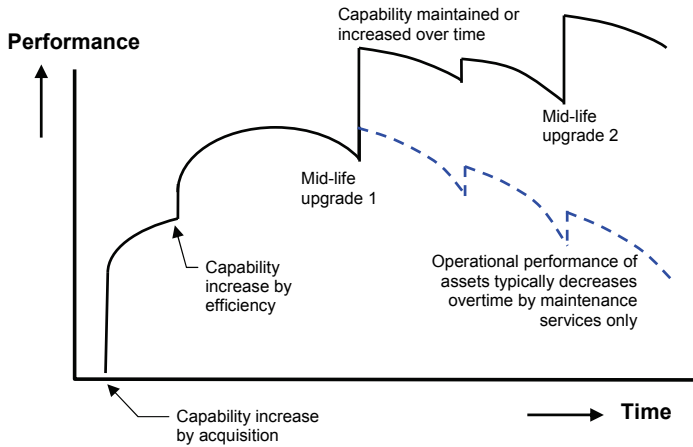 Capability maintained or
increased over time
Performance
Mid-life
upgrade 2
Mid-life
upgrade 1
Capability
increase by
efficiency
Operational performance of
assets typically decreases
overtime by maintenance
services only
Capability increase
by acquisition
Time